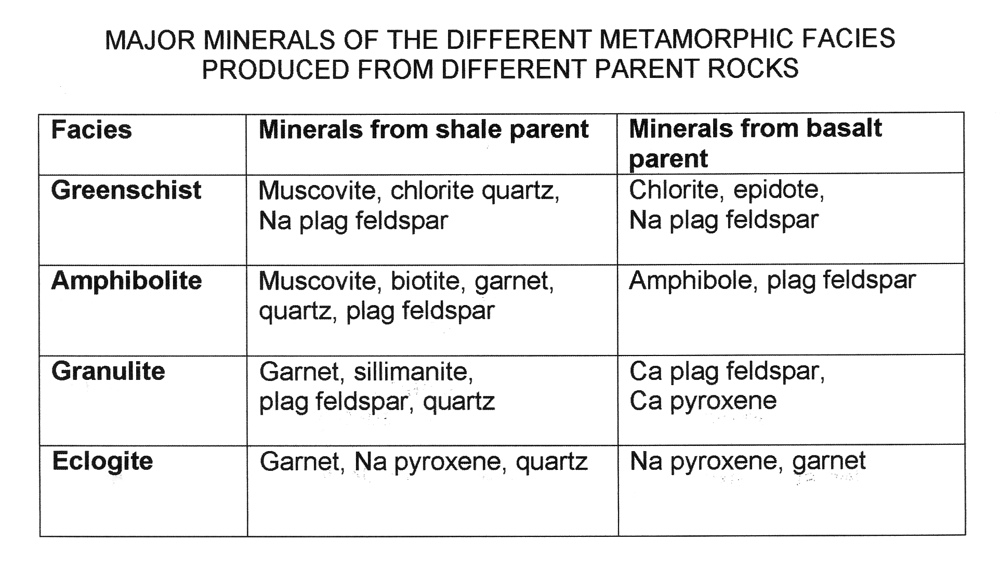 MAJOR MINERALS OF THE DIFFERENT METAMORPHIC FACIES
PRODUCED FROM DIFFERENT PARENT ROCKS
Facies
Minerals from shale parent
Minerals from basalt
parent
Greenschist
Muscovite, chlorite quartz,
Na plag feldspar
Chlorite, epidote,
Na plag feldspar
Amphibolite
Muscovite, biotite, garnet,
quartz, plag feldspar
Amphibole, plag feldspar
Granulite
Garnet, sillimanite,
plag feldspar, quartz
Ca plag feldspar,
Ca pyroxene
Eclogite
Garnet, Na pyroxene, quartz
Na pyroxene, garnet